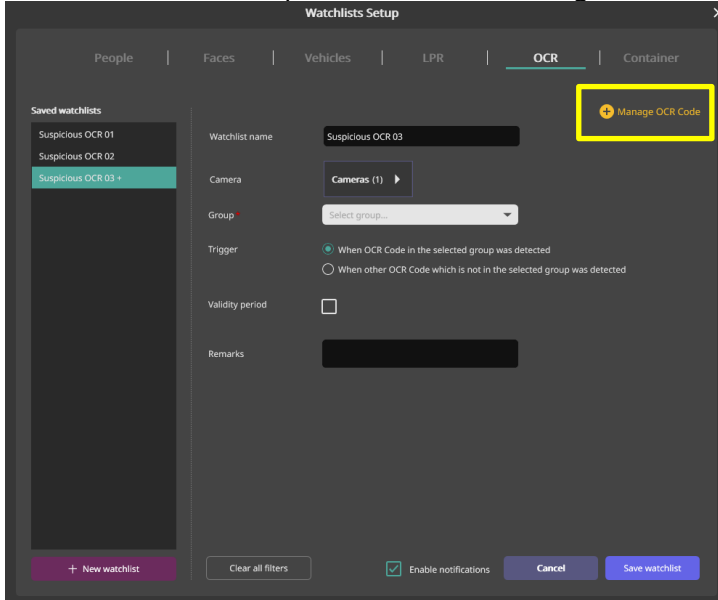 Watchlists Setup
People | Faces | Vehicles | LPR | OCR | Container
Saved watchlists
Suspicious OCR 01
Suspicious OCR 02
Suspicious OCR 03 +
+ New watchlist
+ Manage OCR Code
Watchlist name
Suspicious OCR 03
Camera
Cameras (1)
Group*
Select group...
Trigger
When OCR Code in the selected group was detected
When other OCR Code which is not in the selected group was detected
Validity period
Remarks
Clear all filters
Enable notifications
Cancel
Save watchlist